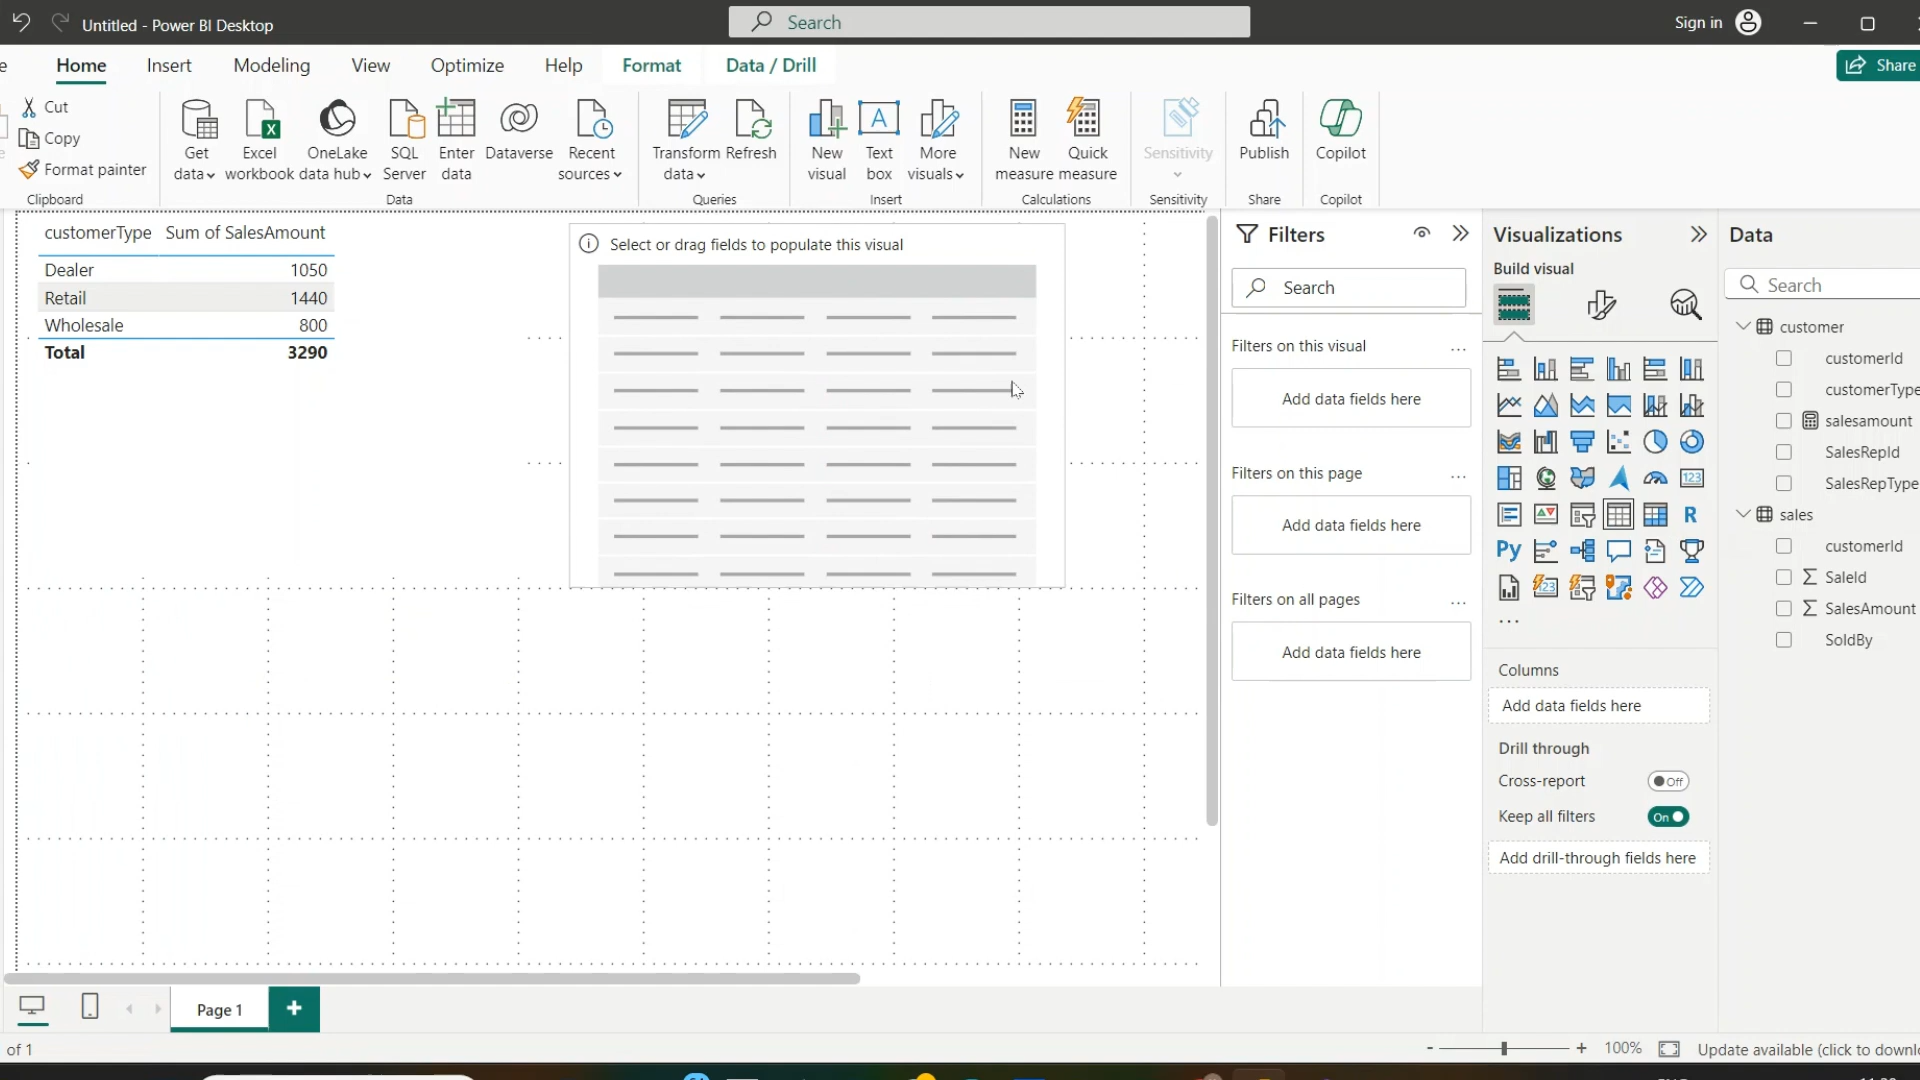 Untitled - Power BI Desktop
Search
Sign in
Home
Insert
Modeling
View
Optimize
Help
Format
Data / Drill
Share
Cut
Copy
Format painter
Clipboard
Get data
Excel workbook
OneLake data hub
SQL Server
Enter data
Dataverse
Recent sources
Data
Transform data
Refresh
Queries
New visual
Text box
More visuals
Insert
New measure
Quick measure
Calculations
Sensitivity
Sensitivity
Publish
Share
Copilot
Copilot
customerType Sum of SalesAmount
Dealer 1050
Retail 1440
Wholesale 800
Total 3290
Select or drag fields to populate this visual
Filters
Search
Filters on this visual
Add data fields here
Filters on this page
Add data fields here
Filters on all pages
Add data fields here
Visualizations
Build visual
123
R
Py
123
Columns
Add data fields here
Drill through
Cross-report
Off
Keep all filters
On
Add drill-through fields here
Data
Search
customer
customerId
customerType
salesamount
SalesRepId
SalesRepType
sales
customerId
SaleId
SalesAmount
SoldBy
Page 1
of 1
- + 100%
Update available (click to downl